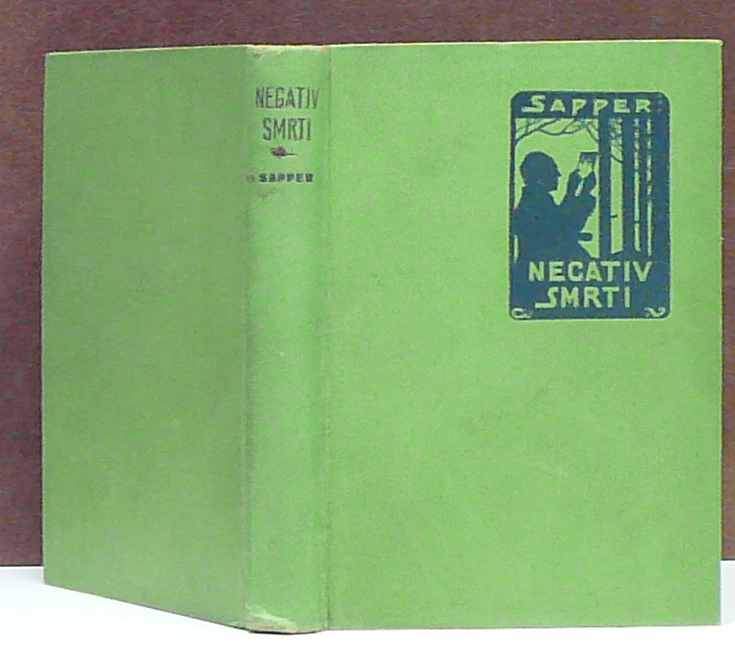 NEGATIV
SMRTI
SAPPER
SAPPER
NEGATIV
SMRTI